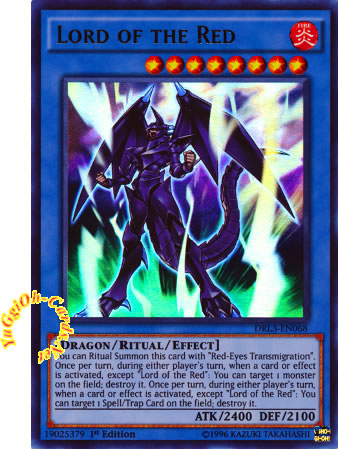 LORD OF THE RED
FIRE
炎
DRL3-EN068
[DRAGON/RITUAL/EFFECT]
You can Ritual Summon this card with "Red-Eyes Transmigration".
Once per turn, during either player's turn, when a card or effect
is activated, except "Lord of the Red": You can target 1 monster
on the field; destroy it. Once per turn, during either player's turn,
when a card or effect is activated, except "Lord of the Red": You can
target 1 Spell/Trap Card on the field; destroy it.
ATK/2400 DEF/2100
19025379 1st Edition ©1996 KAZUKI TAKAHASHI